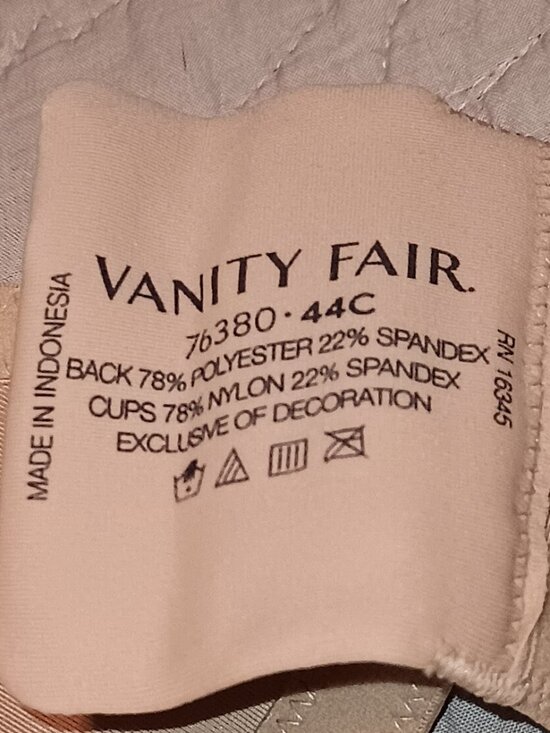 VANITY FAIR.
76380 · 44C
BACK 78% POLYESTER 22% SPANDEX
CUPS 78% NYLON 22% SPANDEX
EXCLUSIVE OF DECORATION
MADE IN INDONESIA
RN 16345